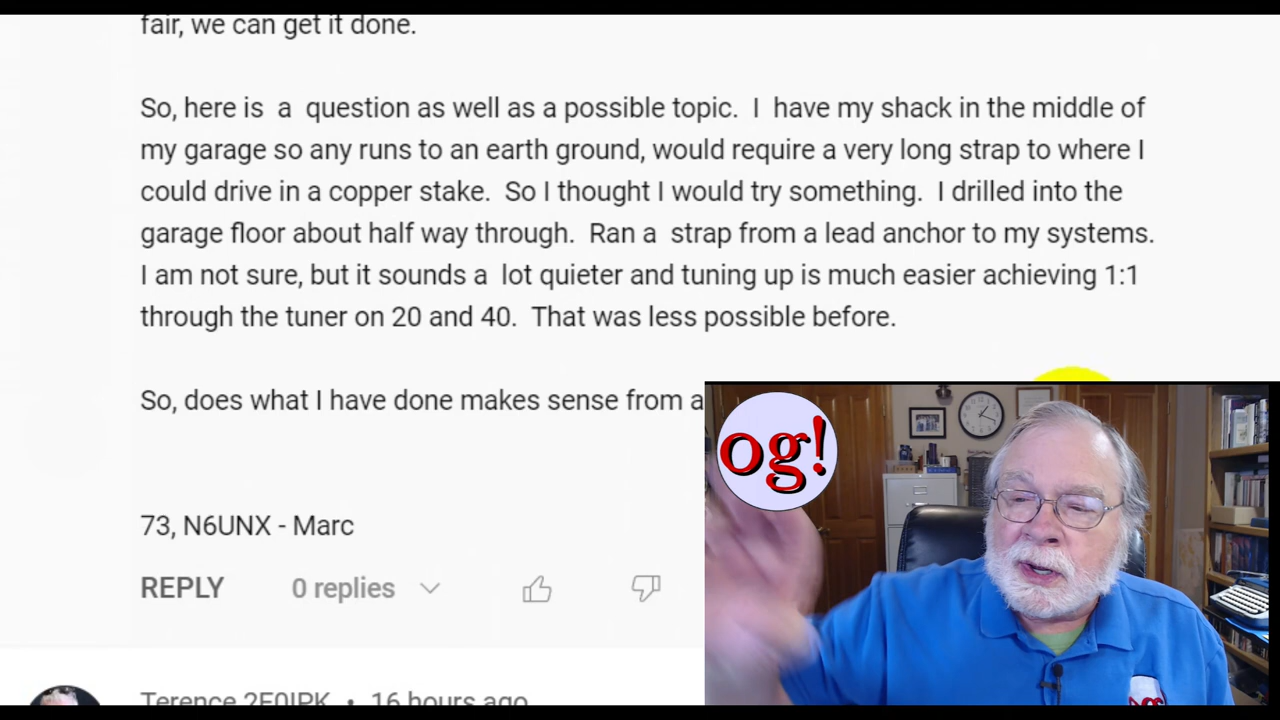 fair, we can get it done.
So, here is a question as well as a possible topic. I have my shack in the middle of
my garage so any runs to an earth ground, would require a very long strap to where I
could drive in a copper stake. So I thought I would try something. I drilled into the
garage floor about half way through. Ran a strap from a lead anchor to my systems.
I am not sure, but it sounds a lot quieter and tuning up is much easier achieving 1:1
through the tuner on 20 and 40. That was less possible before.
So, does what I have done makes sense from a
og!
73, N6UNX - Marc
REPLY 0 replies
Terence 2E0JPK • 16 hours ago